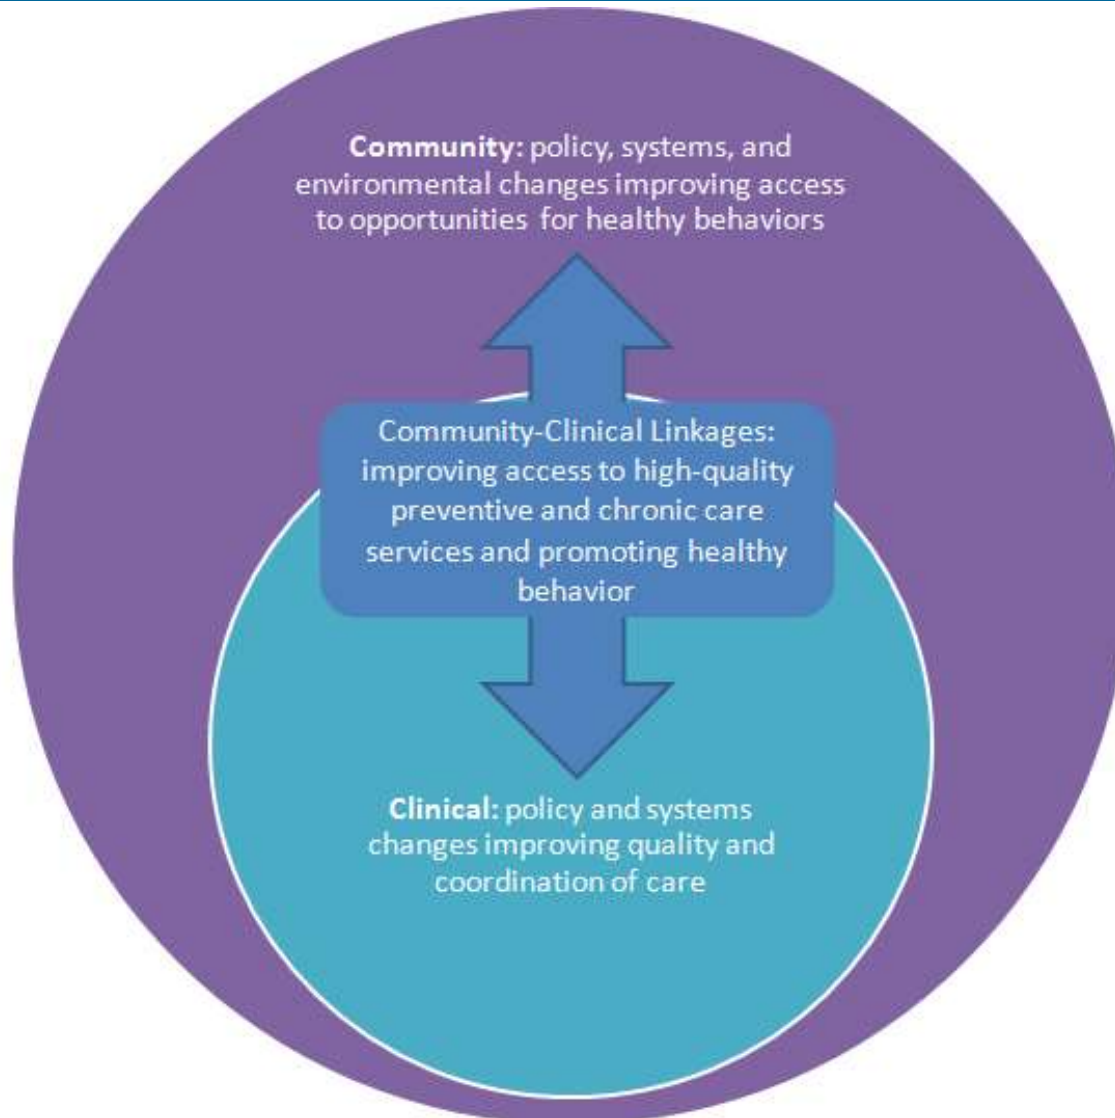 Community: policy, systems, and
environmental changes improving access
to opportunities for healthy behaviors
Community-Clinical Linkages:
improving access to high-quality
preventive and chronic care
services and promoting healthy
behavior
Clinical: policy and systems
changes improving quality and
coordination of care